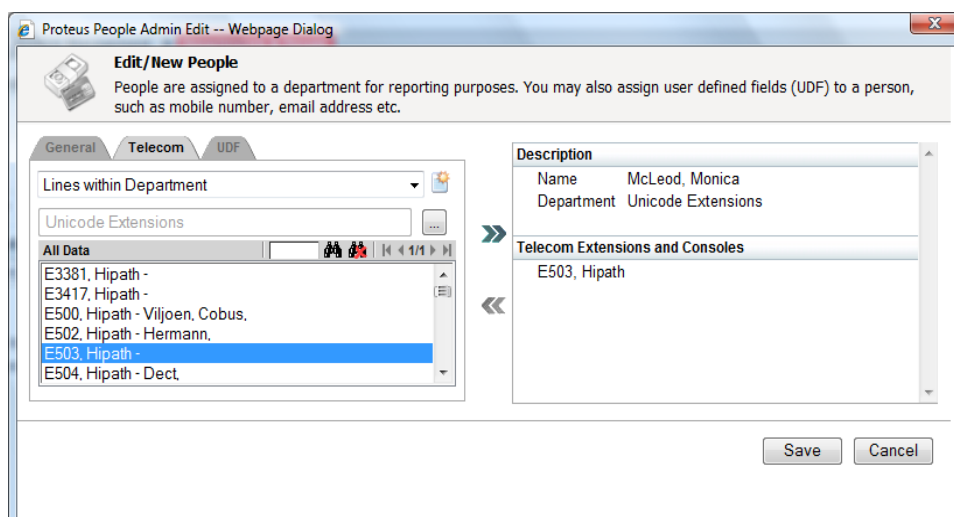 Proteus People Admin Edit -- Webpage Dialog
Edit/New People
People are assigned to a department for reporting purposes. You may also assign user defined fields (UDF) to a person,
such as mobile number, email address etc.
General Telecom UDF
Lines within Department
Unicode Extensions
...
All Data 1/1
E3381, Hipath -
E3417, Hipath -
E500, Hipath - Viljoen, Cobus,
E502, Hipath - Hermann,
E503, Hipath -
E504, Hipath - Dect,
Description
Name McLeod, Monica
Department Unicode Extensions
Telecom Extensions and Consoles
E503, Hipath
Save Cancel